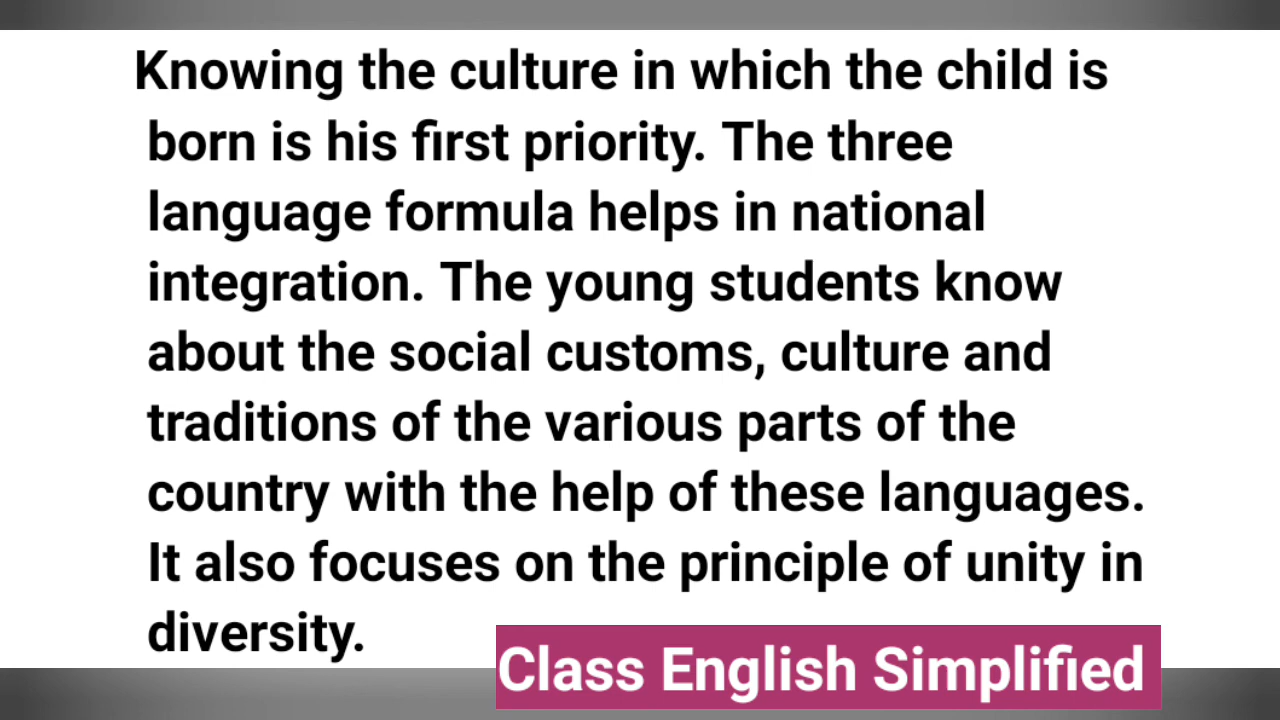 Knowing the culture in which the child is
born is his first priority. The three
language formula helps in national
integration. The young students know
about the social customs, culture and
traditions of the various parts of the
country with the help of these languages.
It also focuses on the principle of unity in
diversity.
Class English Simplified